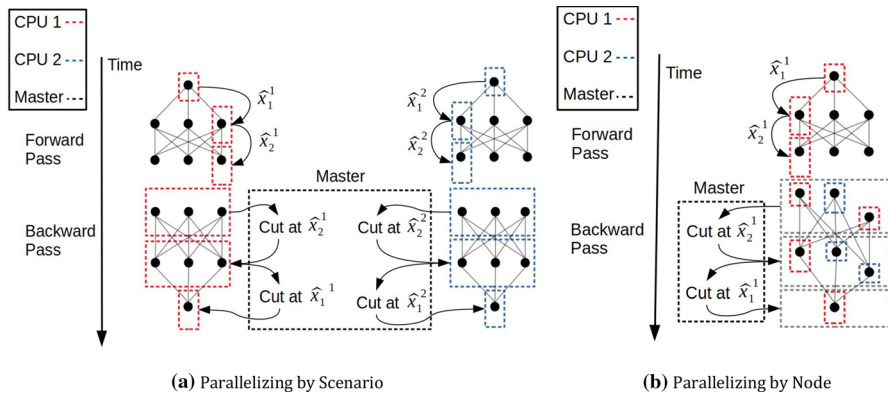 CPU 1
CPU 2
Master
Time
Forward
Pass
Backward
Pass
x̂₁¹
x̂₂¹
x̂₁²
x̂₂²
Master
Cut at x̂₂¹
Cut at x̂₂²
Cut at x̂₁¹
Cut at x̂₁²
(a) Parallelizing by Scenario
CPU 1
CPU 2
Master
Time
Forward
Pass
Backward
Pass
x̂₁¹
x̂₂¹
Master
Cut at x̂₂¹
Cut at x̂₁¹
(b) Parallelizing by Node